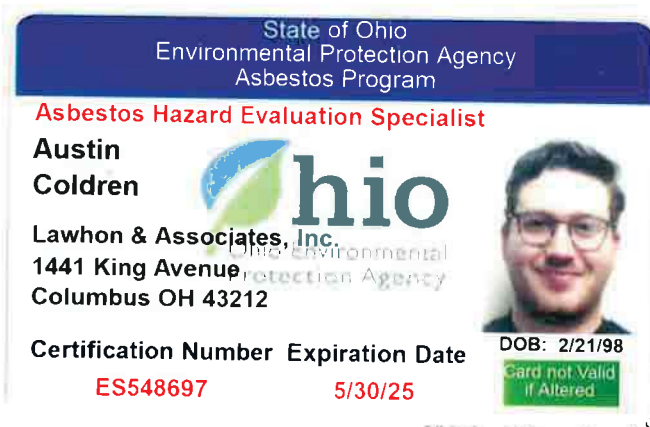 State of Ohio
Environmental Protection Agency
Asbestos Program
Asbestos Hazard Evaluation Specialist
Austin
Coldren
Ohio
Lawhon & Associates, Inc.
Ohio Environmental
1441 King Avenue
Protection Agency
Columbus OH 43212
Certification Number Expiration Date
ES548697 5/30/25
DOB: 2/21/98
Card not Valid
if Altered